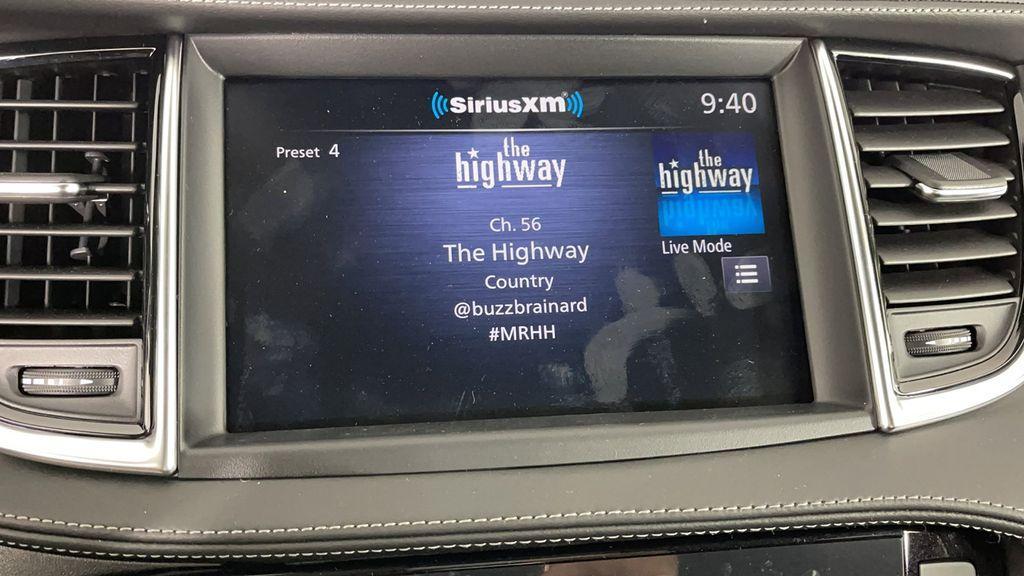 SiriusXM®
9:40
Preset 4
the
highway
the
highway
Ch. 56
The Highway
Live Mode
Country
@buzzbrainard
#MRHH